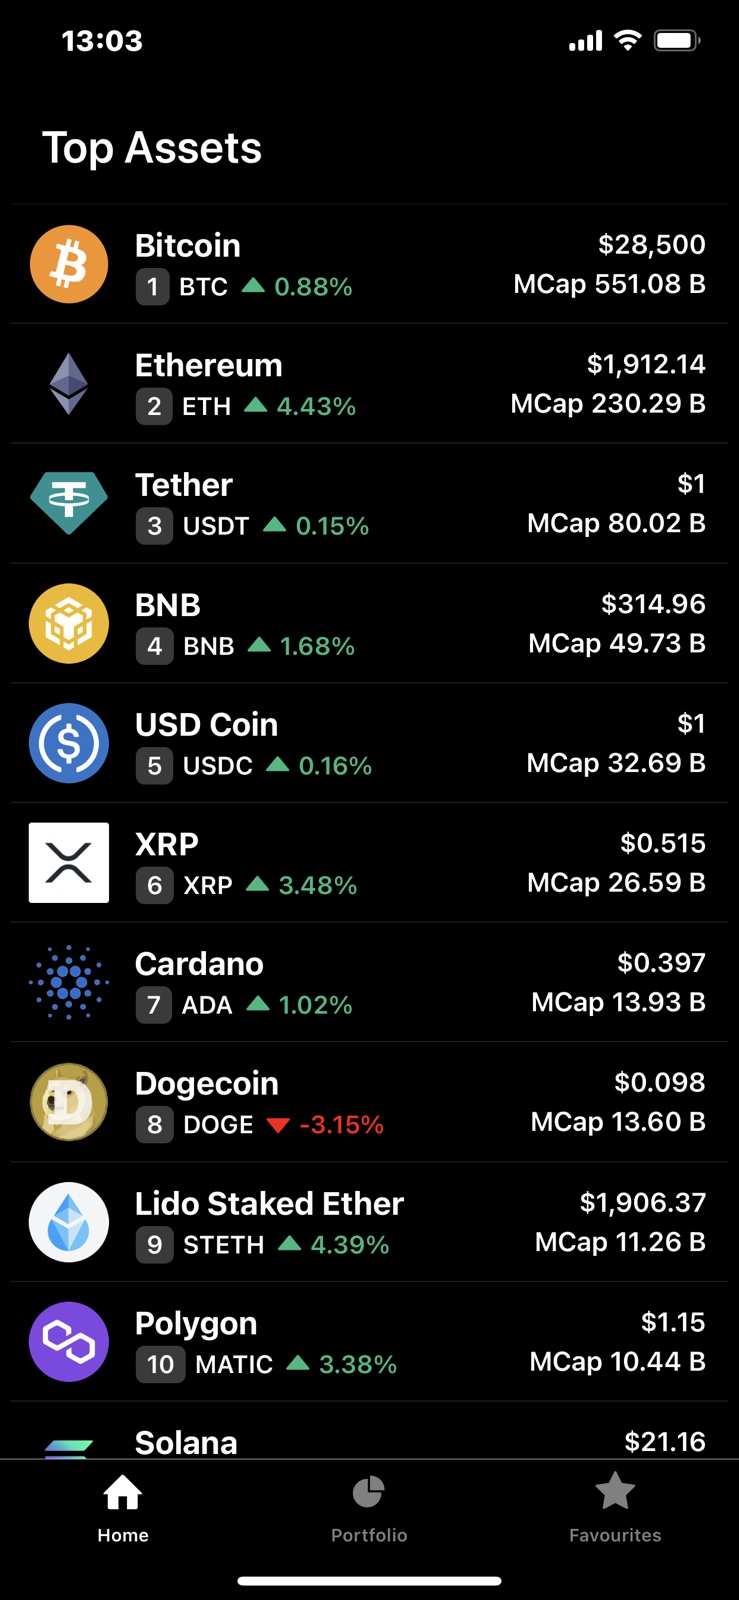 13:03
Top Assets
Bitcoin
$28,500
1 BTC 0.88%
MCap 551.08 B
Ethereum
$1,912.14
2 ETH 4.43%
MCap 230.29 B
Tether
$1
3 USDT 0.15%
MCap 80.02 B
BNB
$314.96
4 BNB 1.68%
MCap 49.73 B
USD Coin
$1
5 USDC 0.16%
MCap 32.69 B
XRP
$0.515
6 XRP 3.48%
MCap 26.59 B
Cardano
$0.397
7 ADA 1.02%
MCap 13.93 B
Dogecoin
$0.098
8 DOGE -3.15%
MCap 13.60 B
Lido Staked Ether
$1,906.37
9 STETH 4.39%
MCap 11.26 B
Polygon
$1.15
10 MATIC 3.38%
MCap 10.44 B
Solana
$21.16
Home Portfolio Favourites